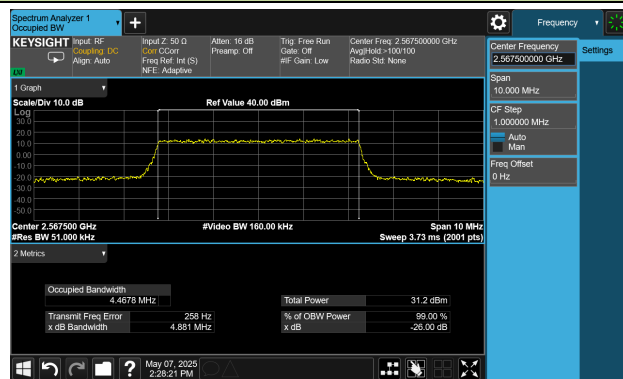 Spectrum Analyzer 1
Occupied BW
Frequency
KEYSIGHT
Input: RF
Coupling: DC
Align: Auto
Input Z: 50 Ω
Corr CCorr
Freq Ref: Int (S)
NFE: Adaptive
Atten: 16 dB
Preamp: Off
Trig: Free Run
Gate: Off
#IF Gain: Low
Center Freq: 2.567500000 GHz
Avg|Hold:>100/100
Radio Std: None
Center Frequency
2.567500000 GHz
Settings
Span
10.000 MHz
CF Step
1.000000 MHz
Auto
Man
Freq Offset
0 Hz
1 Graph
Scale/Div 10.0 dB
Ref Value 40.00 dBm
Log
30.0
20.0
10.0
0.00
-10.0
-20.0
-30.0
-40.0
-50.0
Center 2.567500 GHz
#Video BW 160.00 kHz
Span 10 MHz
#Res BW 51.000 kHz
Sweep 3.73 ms (2001 pts)
2 Metrics
Occupied Bandwidth
4.4678 MHz
Total Power 31.2 dBm
Transmit Freq Error 258 Hz
% of OBW Power 99.00 %
x dB Bandwidth 4.881 MHz
x dB -26.00 dB
May 07, 2025
2:28:21 PM